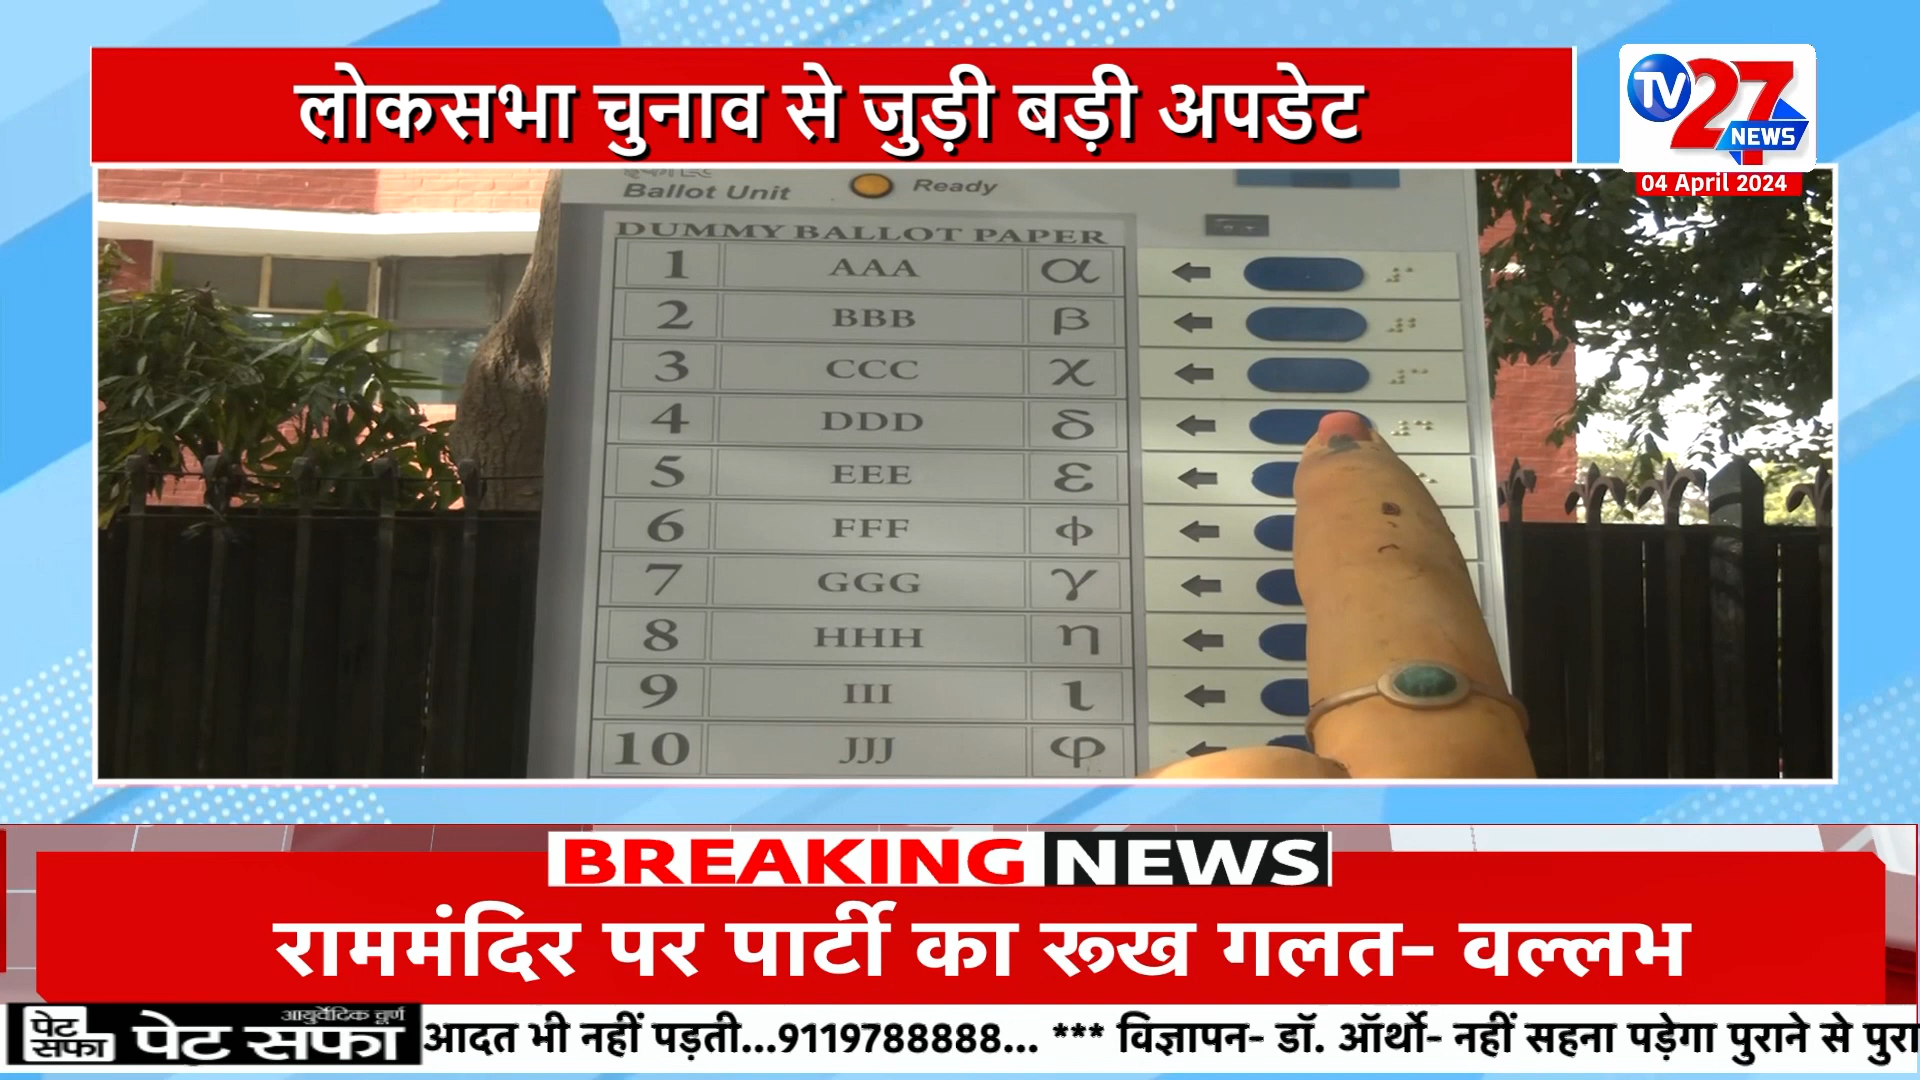 लोकसभा चुनाव से जुड़ी बड़ी अपडेट
TV 27 NEWS
04 April 2024
Ballot Unit Ready
DUMMY BALLOT PAPER
1 AAA α
2 BBB β
3 CCC χ
4 DDD δ
5 EEE ε
6 FFF ϕ
7 GGG γ
8 HHH η
9 III ι
10 JJJ φ
BREAKING NEWS
राममंदिर पर पार्टी का रूख गलत- वल्लभ
पेट सफा
आयुर्वेदिक चूर्ण
पेट सफा
आदत भी नहीं पड़ती...9119788888... *** विज्ञापन- डॉ. ऑर्थो- नहीं सहना पड़ेगा पुराने से पुरा